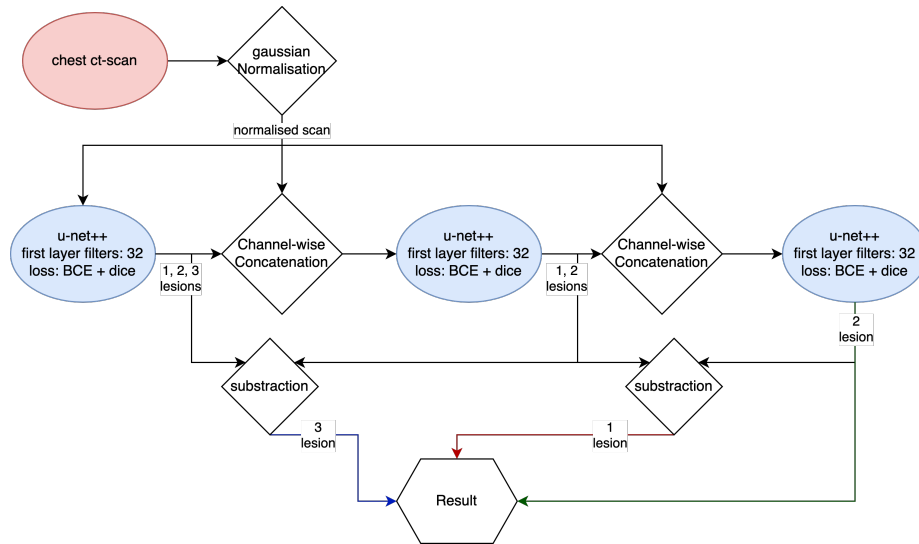 chest ct-scan
gaussian
Normalisation
normalised scan
u-net++
first layer filters: 32
loss: BCE + dice
1, 2, 3
lesions
Channel-wise
Concatenation
u-net++
first layer filters: 32
loss: BCE + dice
1, 2
lesions
Channel-wise
Concatenation
u-net++
first layer filters: 32
loss: BCE + dice
2
lesion
substraction
substraction
3
lesion
1
lesion
Result